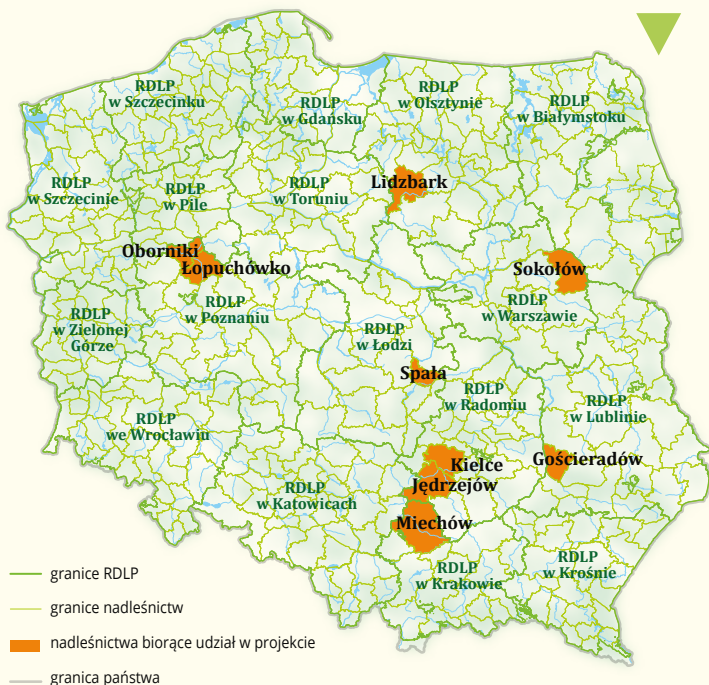 RDLP
w Szczecinku
RDLP
w Gdańsku
RDLP
w Olsztynie
RDLP
w Białymstoku
RDLP
w Szczecinie
RDLP
w Pile
RDLP
w Toruniu
Lidzbark
Oborniki
Łopuchówko
Sokołów
RDLP
w Zielonej
Górze
RDLP
w Poznaniu
RDLP
w Łodzi
RDLP
w Warszawie
Spała
RDLP
w Radomiu
RDLP
w Lublinie
RDLP
we Wrocławiu
Kielce
Jędrzejów
Gościeradów
RDLP
w Katowicach
Miechów
RDLP
w Krakowie
RDLP
w Krośnie
granice RDLP
granice nadleśnictw
nadleśnictwa biorące udział w projekcie
granica państwa